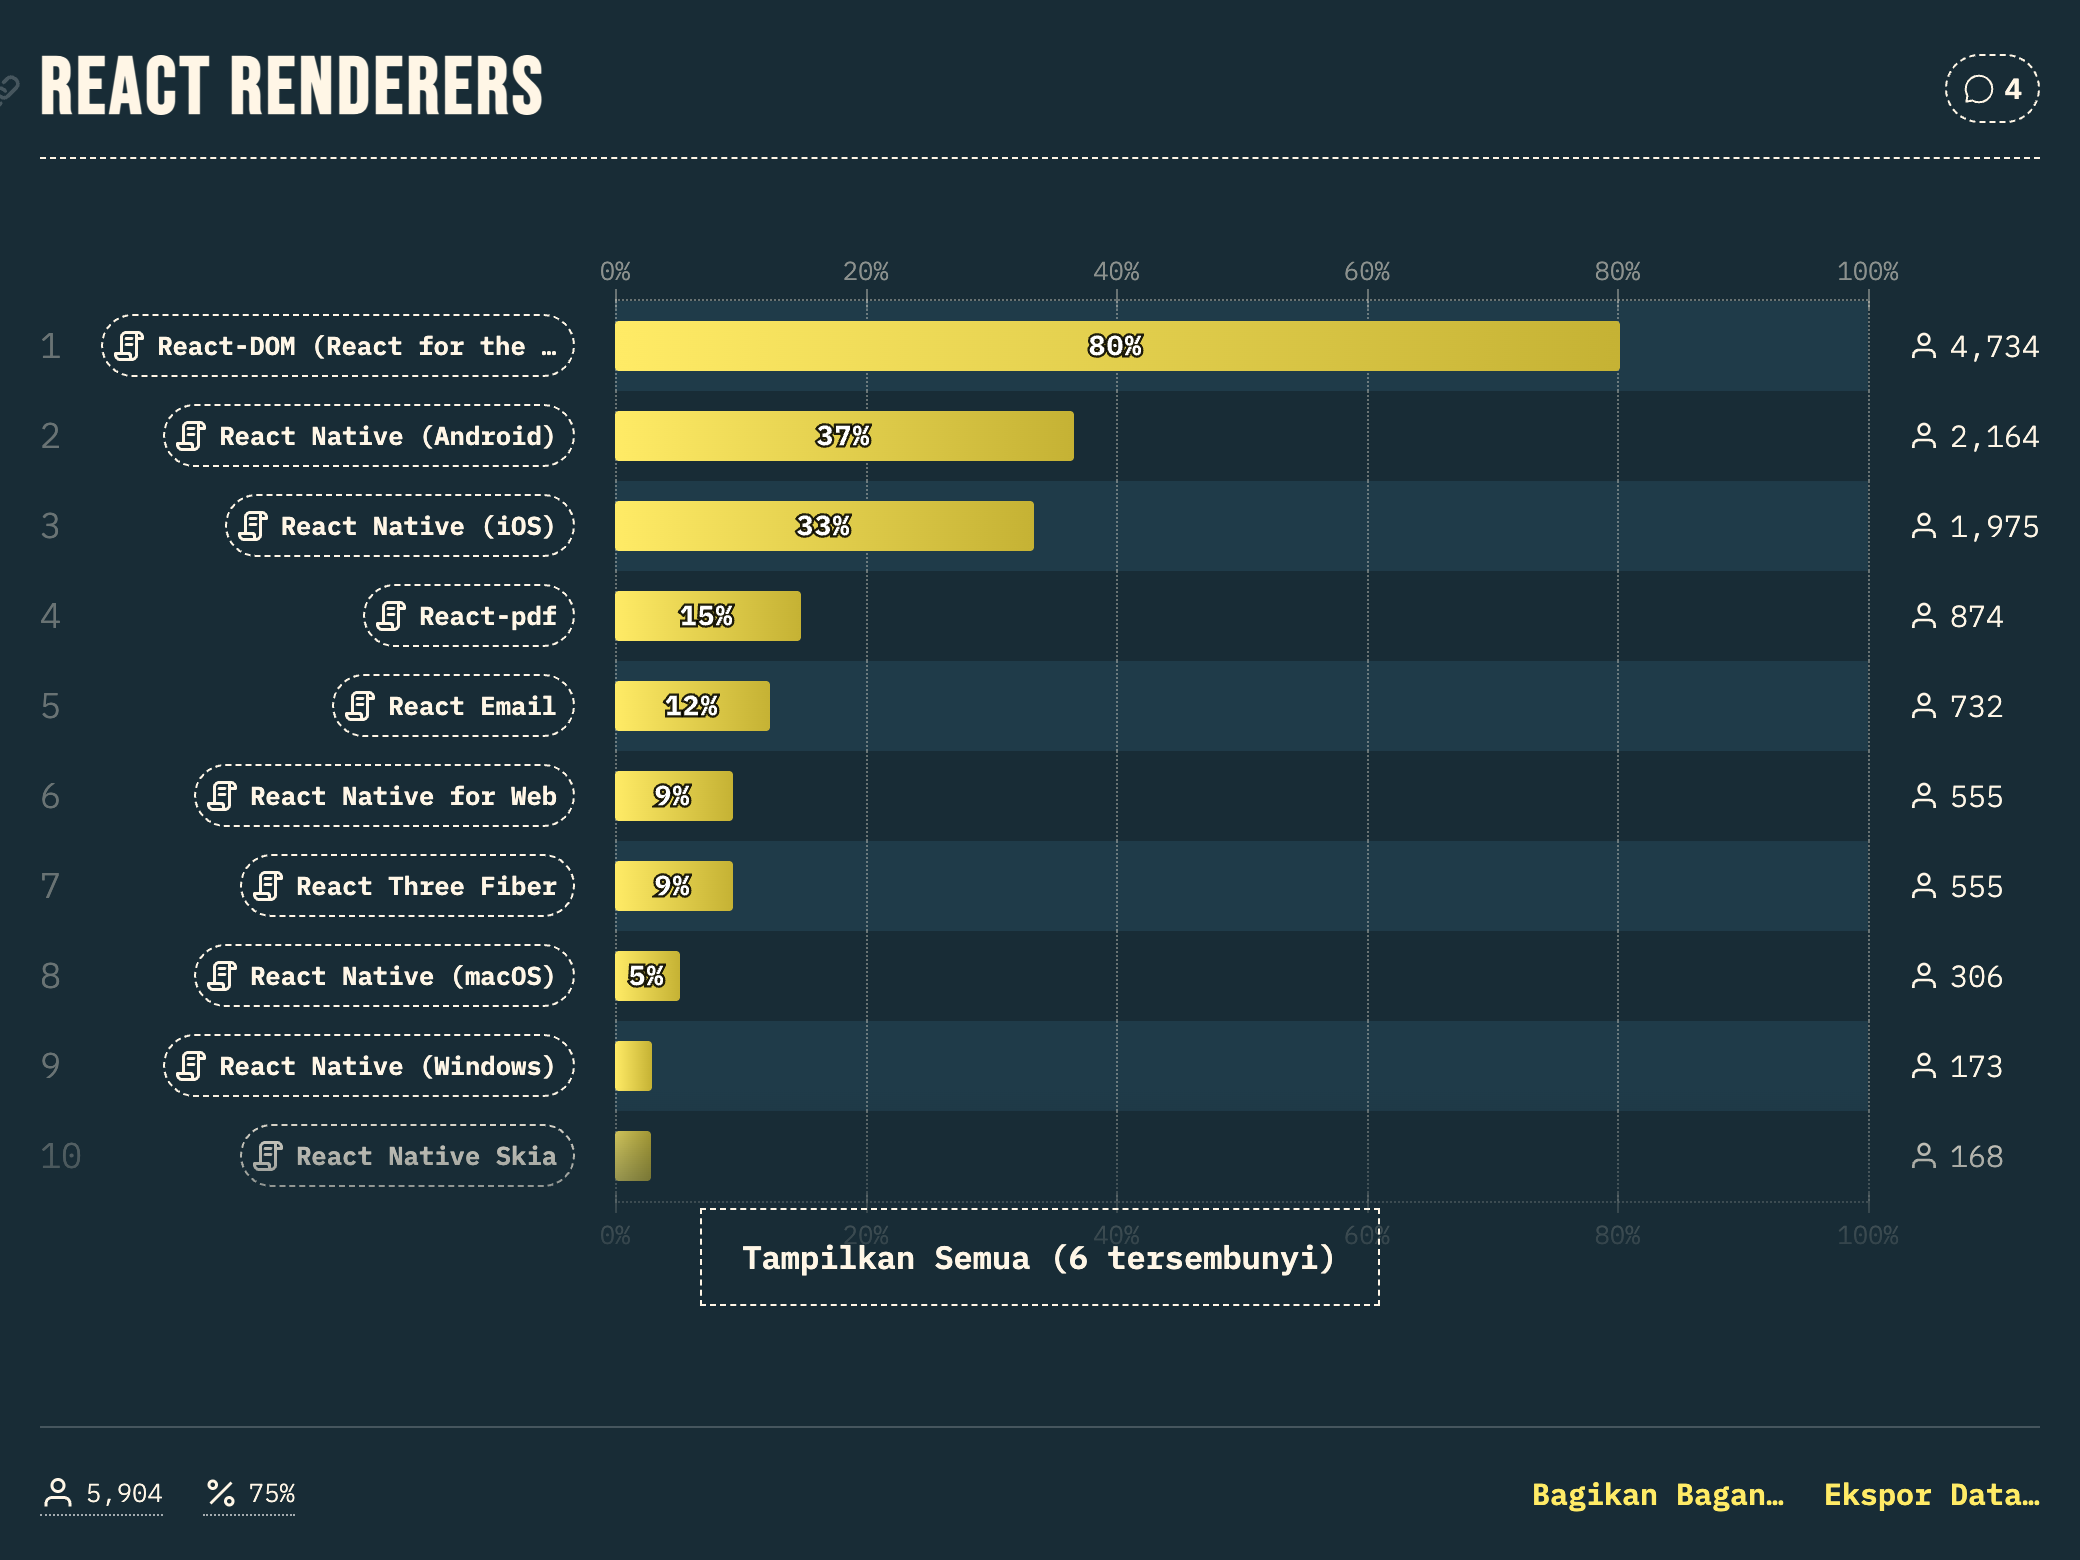 REACT RENDERERS
4
0% 20% 40% 60% 80% 100%
1 React-DOM (React for the … 80% 4,734
2 React Native (Android) 37% 2,164
3 React Native (iOS) 33% 1,975
4 React-pdf 15% 874
5 React Email 12% 732
6 React Native for Web 9% 555
7 React Three Fiber 9% 555
8 React Native (macOS) 5% 306
9 React Native (Windows) 173
10 React Native Skia 168
0% 20% 40% 60% 80% 100%
Tampilkan Semua (6 tersembunyi)
5,904 75% Bagikan Bagan… Ekspor Data…